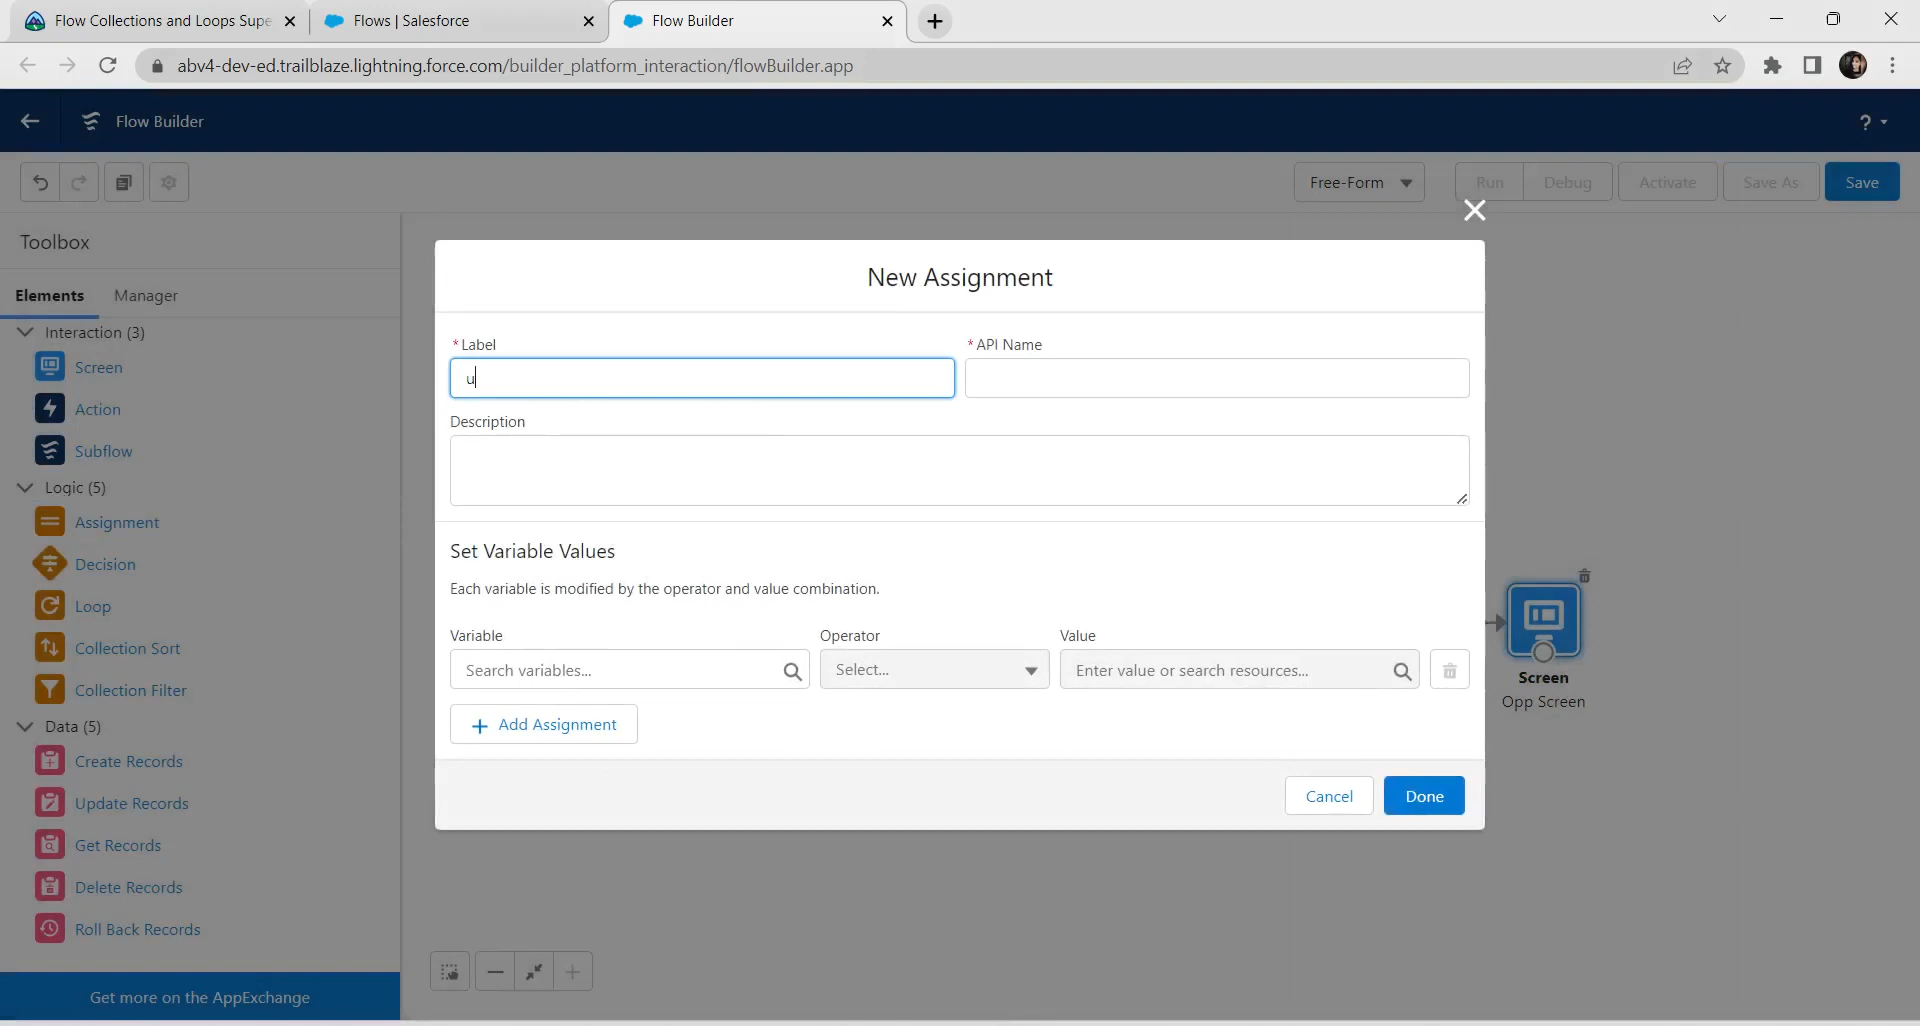 Flow Collections and Loops Supe
Flows | Salesforce
Flow Builder
abv4-dev-ed.trailblaze.lightning.force.com/builder_platform_interaction/flowBuilder.app
Flow Builder
?
Free-Form
Run
Debug
Activate
Save As
Save
Toolbox
Elements
Manager
Interaction (3)
Screen
Action
Subflow
Logic (5)
Assignment
Decision
Loop
Collection Sort
Collection Filter
Data (5)
Create Records
Update Records
Get Records
Delete Records
Roll Back Records
Get more on the AppExchange
New Assignment
* Label
* API Name
u
Description
Set Variable Values
Each variable is modified by the operator and value combination.
Variable
Operator
Value
Search variables...
Select...
Enter value or search resources...
+ Add Assignment
Cancel
Done
Screen
Opp Screen